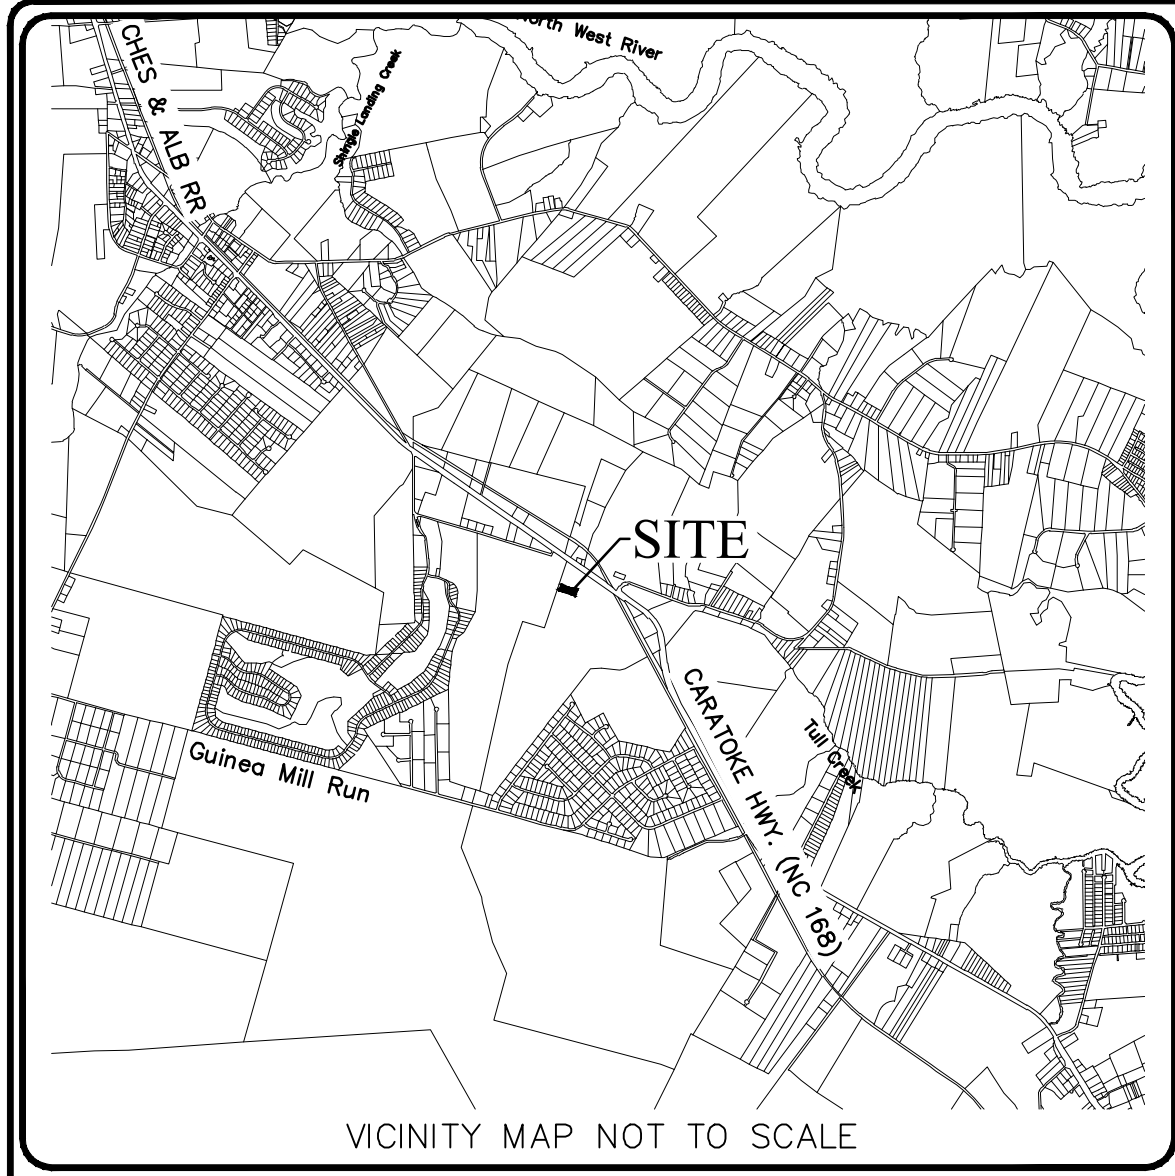 West River
CHES & ALB RR
Shingle Landing Creek
SITE
CARATOKE HWY. (NC 168)
Tull Creek
Guinea Mill Run
VICINITY MAP NOT TO SCALE